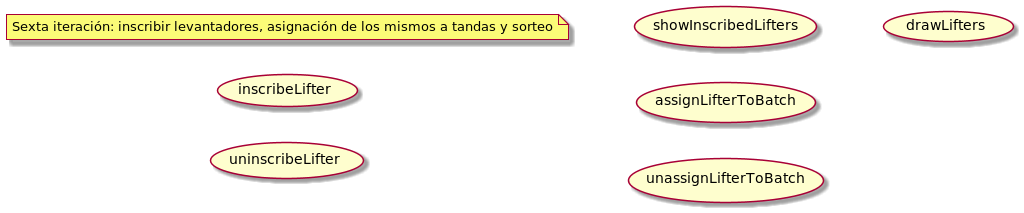 Sexta iteración: inscribir levantadores, asignación de los mismos a tandas y sorteo
inscribeLifter
uninscribeLifter
showInscribedLifters
assignLifterToBatch
unassignLifterToBatch
drawLifters